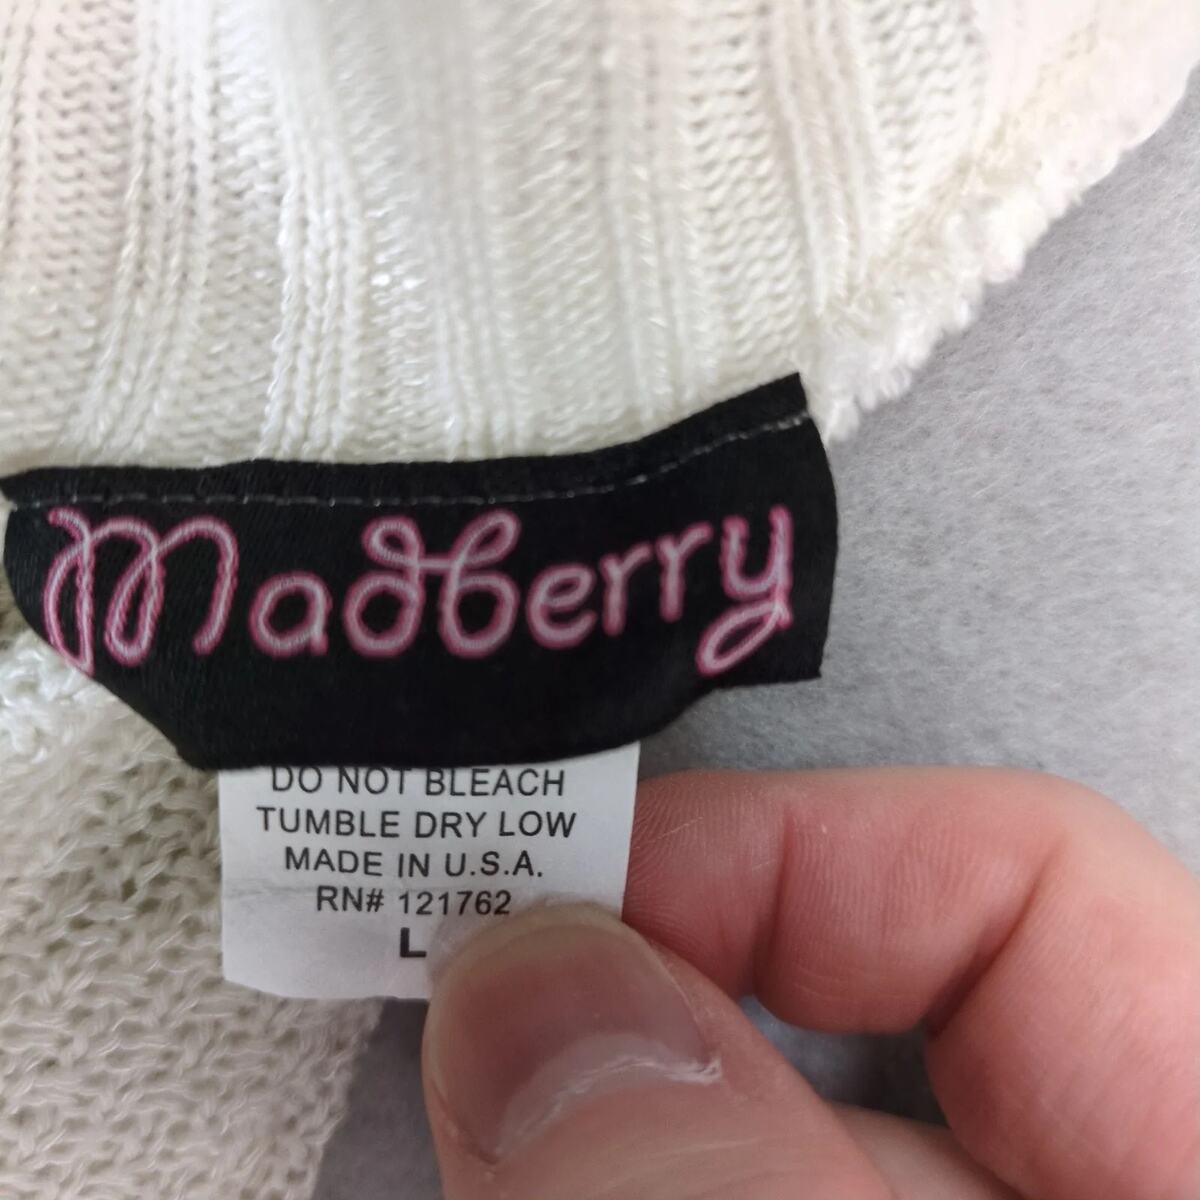 Madberry
DO NOT BLEACH
TUMBLE DRY LOW
MADE IN U.S.A.
RN# 121762
L